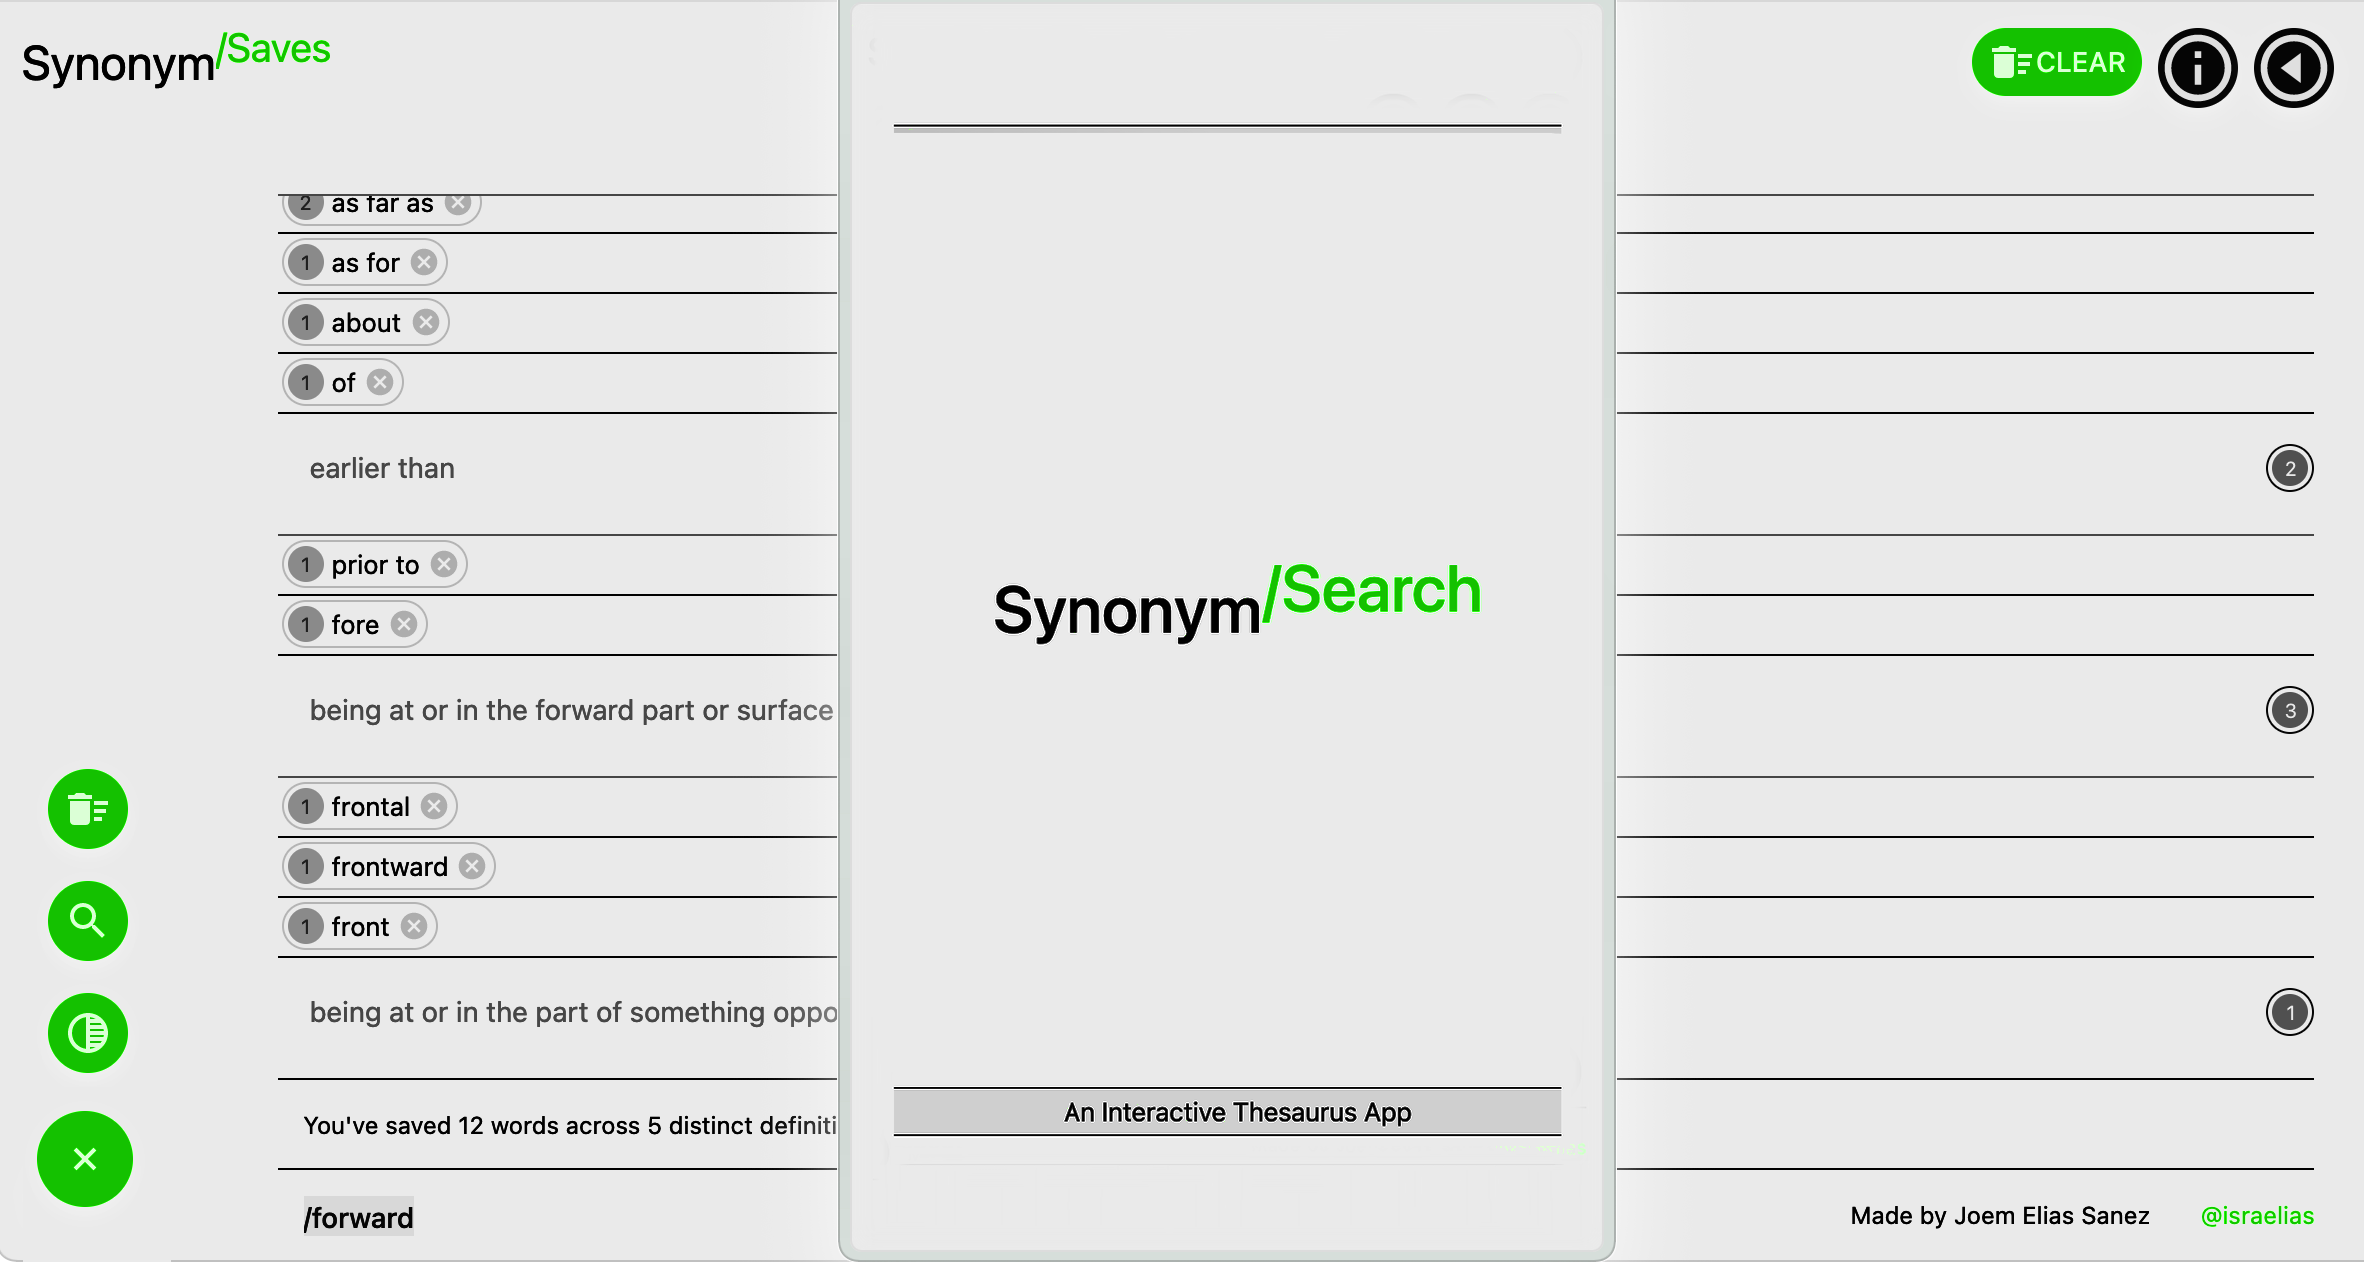 Synonym/Saves
CLEAR
2 as far as
1 as for
1 about
1 of
earlier than
2
1 prior to
1 fore
being at or in the forward part or surface
3
1 frontal
1 frontward
1 front
being at or in the part of something oppo
1
You've saved 12 words across 5 distinct definiti
/forward
Synonym/Search
An Interactive Thesaurus App
Made by Joem Elias Sanez
@israelias